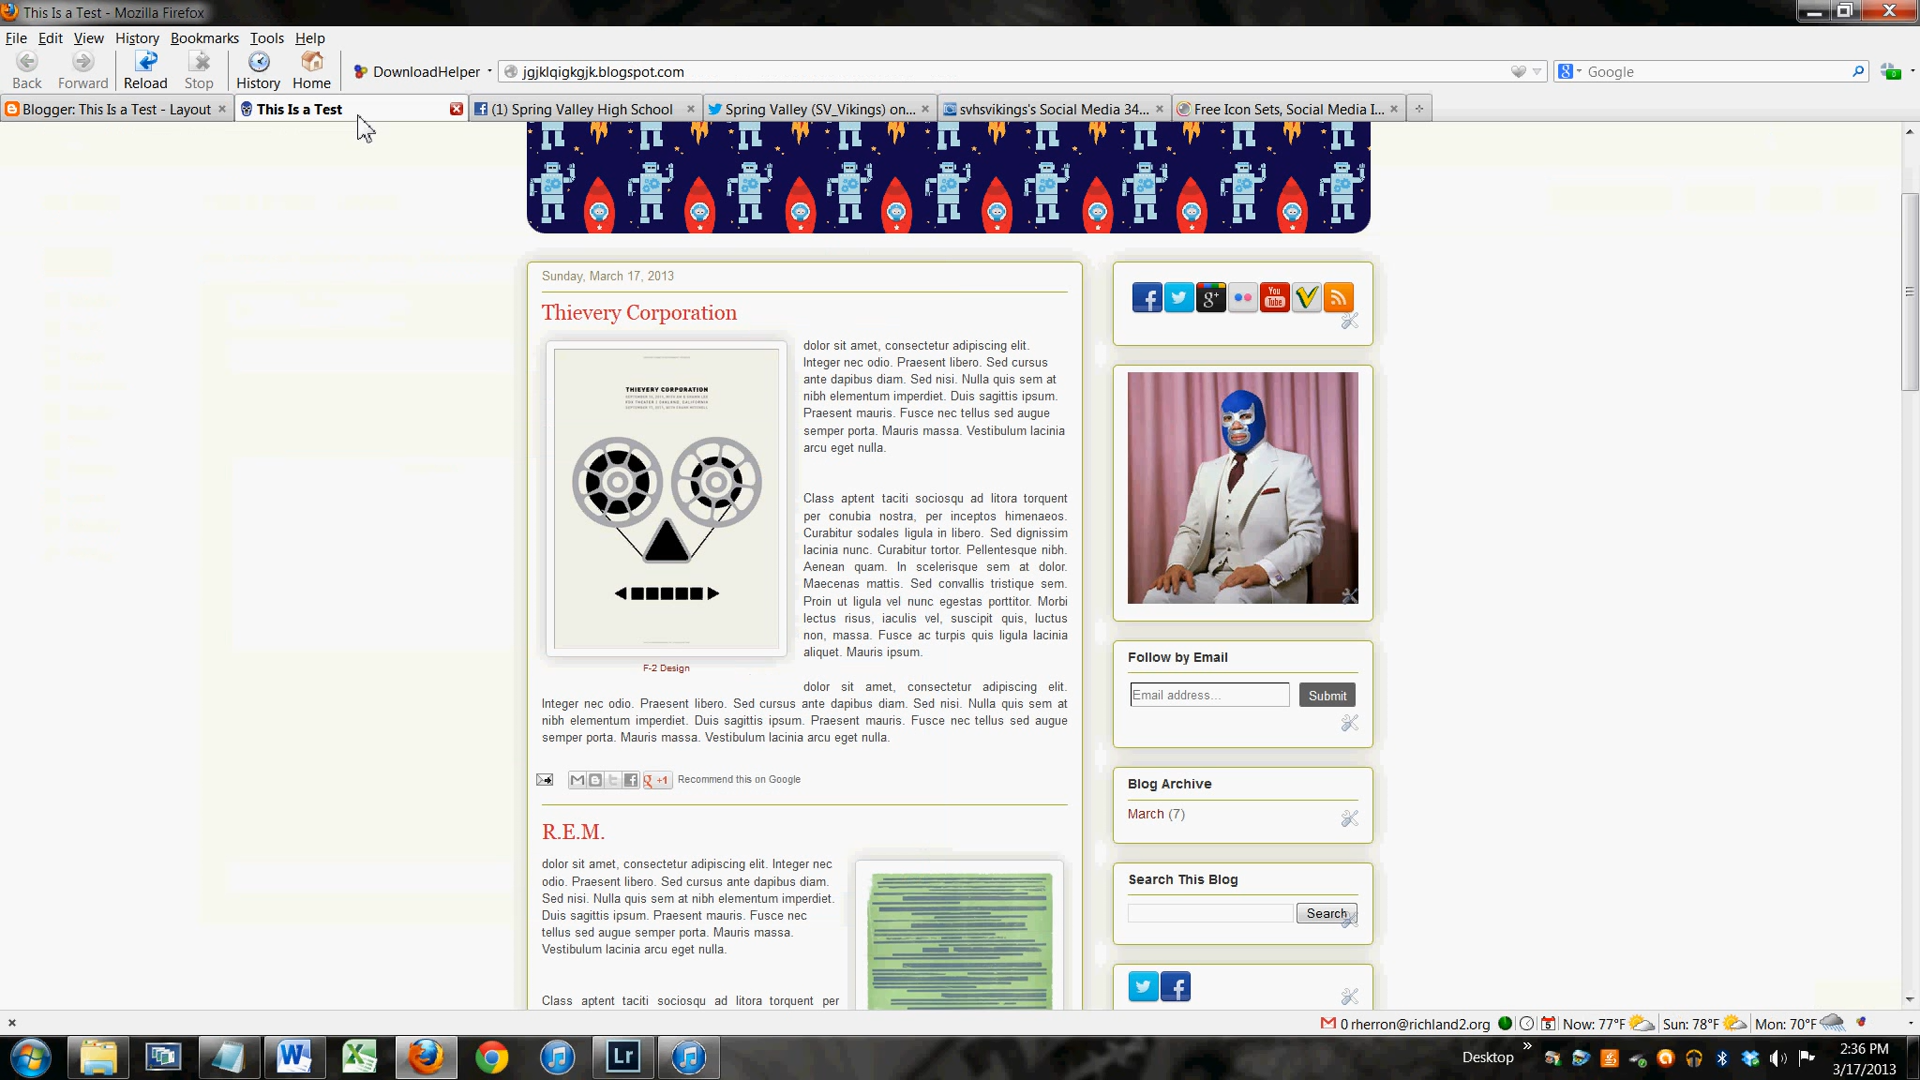 This Is a Test - Mozilla Firefox
File Edit View History Bookmarks Tools Help
Back Forward Reload Stop History Home DownloadHelper jgjklqigkgjk.blogspot.com Google
Blogger: This Is a Test - Layout This Is a Test (1) Spring Valley High School Spring Valley (SV_Vikings) on... svhsvikings's Social Media 34... Free Icon Sets, Social Media I...
Sunday, March 17, 2013
Thievery Corporation
THIEVERY CORPORATION
dolor sit amet, consectetur adipiscing elit.
Integer nec odio. Praesent libero. Sed cursus
ante dapibus diam. Sed nisi. Nulla quis sem at
nibh elementum imperdiet. Duis sagittis ipsum.
Praesent mauris. Fusce nec tellus sed augue
semper porta. Mauris massa. Vestibulum lacinia
arcu eget nulla.
Class aptent taciti sociosqu ad litora torquent
per conubia nostra, per inceptos himenaeos.
Curabitur sodales ligula in libero. Sed dignissim
lacinia nunc. Curabitur tortor. Pellentesque nibh.
Aenean quam. In scelerisque sem at dolor.
Maecenas mattis. Sed convallis tristique sem.
Proin ut ligula vel nunc egestas porttitor. Morbi
lectus risus, iaculis vel, suscipit quis, luctus
non, massa. Fusce ac turpis quis ligula lacinia
aliquet. Mauris ipsum.
F-2 Design
dolor sit amet, consectetur adipiscing elit.
Integer nec odio. Praesent libero. Sed cursus ante dapibus diam. Sed nisi. Nulla quis sem at
nibh elementum imperdiet. Duis sagittis ipsum. Praesent mauris. Fusce nec tellus sed augue
semper porta. Mauris massa. Vestibulum lacinia arcu eget nulla.
+1 Recommend this on Google
R.E.M.
dolor sit amet, consectetur adipiscing elit. Integer nec
odio. Praesent libero. Sed cursus ante dapibus diam.
Sed nisi. Nulla quis sem at nibh elementum imperdiet.
Duis sagittis ipsum. Praesent mauris. Fusce nec
tellus sed augue semper porta. Mauris massa.
Vestibulum lacinia arcu eget nulla.
Class aptent taciti sociosqu ad litora torquent per
You Tube
Follow by Email
Email address... Submit
Blog Archive
March (7)
Search This Blog
Search
0 rherron@richland2.org Now: 77°F Sun: 78°F Mon: 70°F
Lr Desktop 2:36 PM
3/17/2013